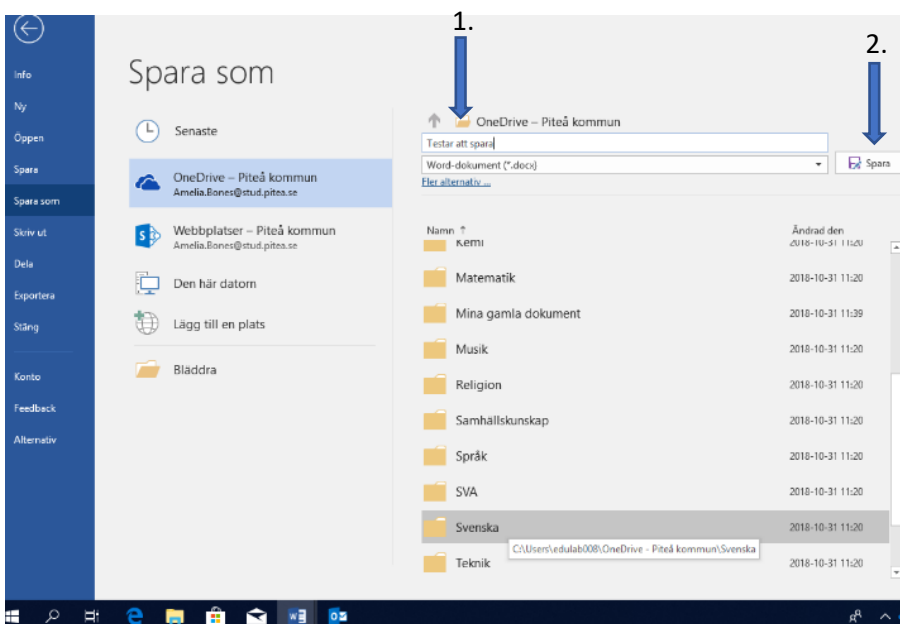 1.
2.
Spara som
Info
Ny
Öppen
Spara
Spara som
Skriv ut
Dela
Exportera
Stäng
Konto
Feedback
Alternativ
Senaste
OneDrive – Piteå kommun
Amelia.Bones@stud.pitea.se
Webbplatser – Piteå kommun
Amelia.Bones@stud.pitea.se
Den här datorn
Lägg till en plats
Bläddra
OneDrive – Piteå kommun
Testar att spara
Word-dokument (*.docx)
Spara
Fler alternativ ...
Namn ↑ Ändrad den
Kemi 2018-10-31 11:20
Matematik 2018-10-31 11:20
Mina gamla dokument 2018-10-31 11:39
Musik 2018-10-31 11:20
Religion 2018-10-31 11:20
Samhällskunskap 2018-10-31 11:20
Språk 2018-10-31 11:20
SVA 2018-10-31 11:20
Svenska 2018-10-31 11:20
C:\Users\edulab008\OneDrive - Piteå kommun\Svenska
Teknik 2018-10-31 11:20